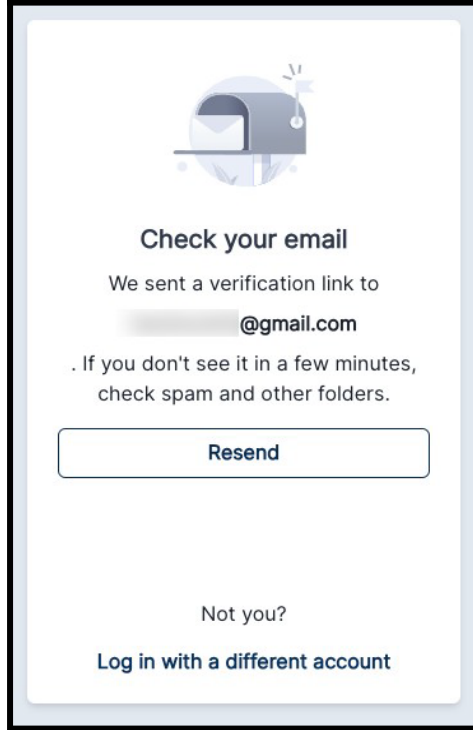 Check your email
We sent a verification link to
@gmail.com
. If you don't see it in a few minutes,
check spam and other folders.
Resend
Not you?
Log in with a different account